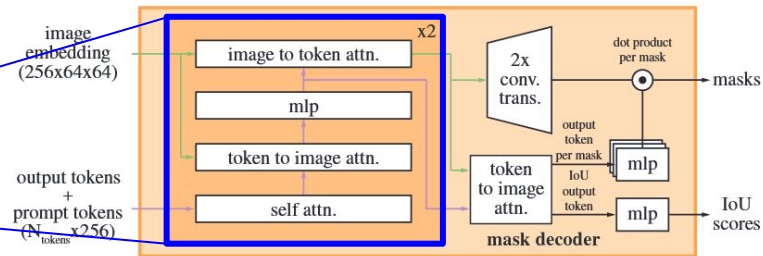 image
embedding
(256x64x64)
output tokens
+
prompt tokens
(N_tokens x256)
x2
image to token attn.
mlp
token to image attn.
self attn.
2x
conv.
trans.
dot product
per mask
masks
output
token
per mask
mlp
token
to image
attn.
IoU
output
token
mlp
IoU
scores
mask decoder